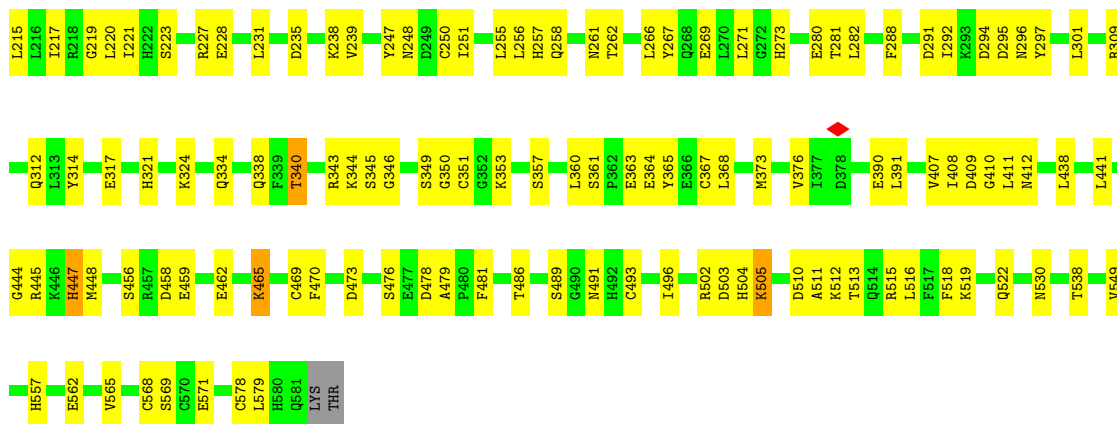 L215 L216 I217 R218 G219 L220 I221 H222 S223 R227 E228 L231 D235 K238 V239 Y247 N248 D249 C250 I251 L255 L256 H257 Q258 N261 T262 L266 Y267 Q268 E269 L270 L271 G272 H273 E280 T281 L282 F288 D291 I292 K293 D294 D295 N296 Y297 L301 R309
Q312 L313 Y314 E317 H321 K324 Q334 Q338 F339 T340 R343 K344 S345 G346 S349 G350 C351 G352 K353 S357 L360 S361 P362 E363 E364 Y365 E366 C367 L368 M373 V376 I377 D378 E390 L391 V407 I408 D409 G410 L411 N412 L438 L441
G444 R445 K446 H447 M448 S456 R457 D458 E459 E462 K465 C469 F470 D473 S476 E477 D478 A479 P480 F481 T486 S489 G490 N491 H492 C493 I496 R502 D503 H504 K505 D510 A511 K512 T513 Q514 R515 L516 F517 F518 K519 Q522 N530 T538 V549
H557 E562 V565 C568 S569 C570 E571 C578 L579 H580 Q581 LYS THR